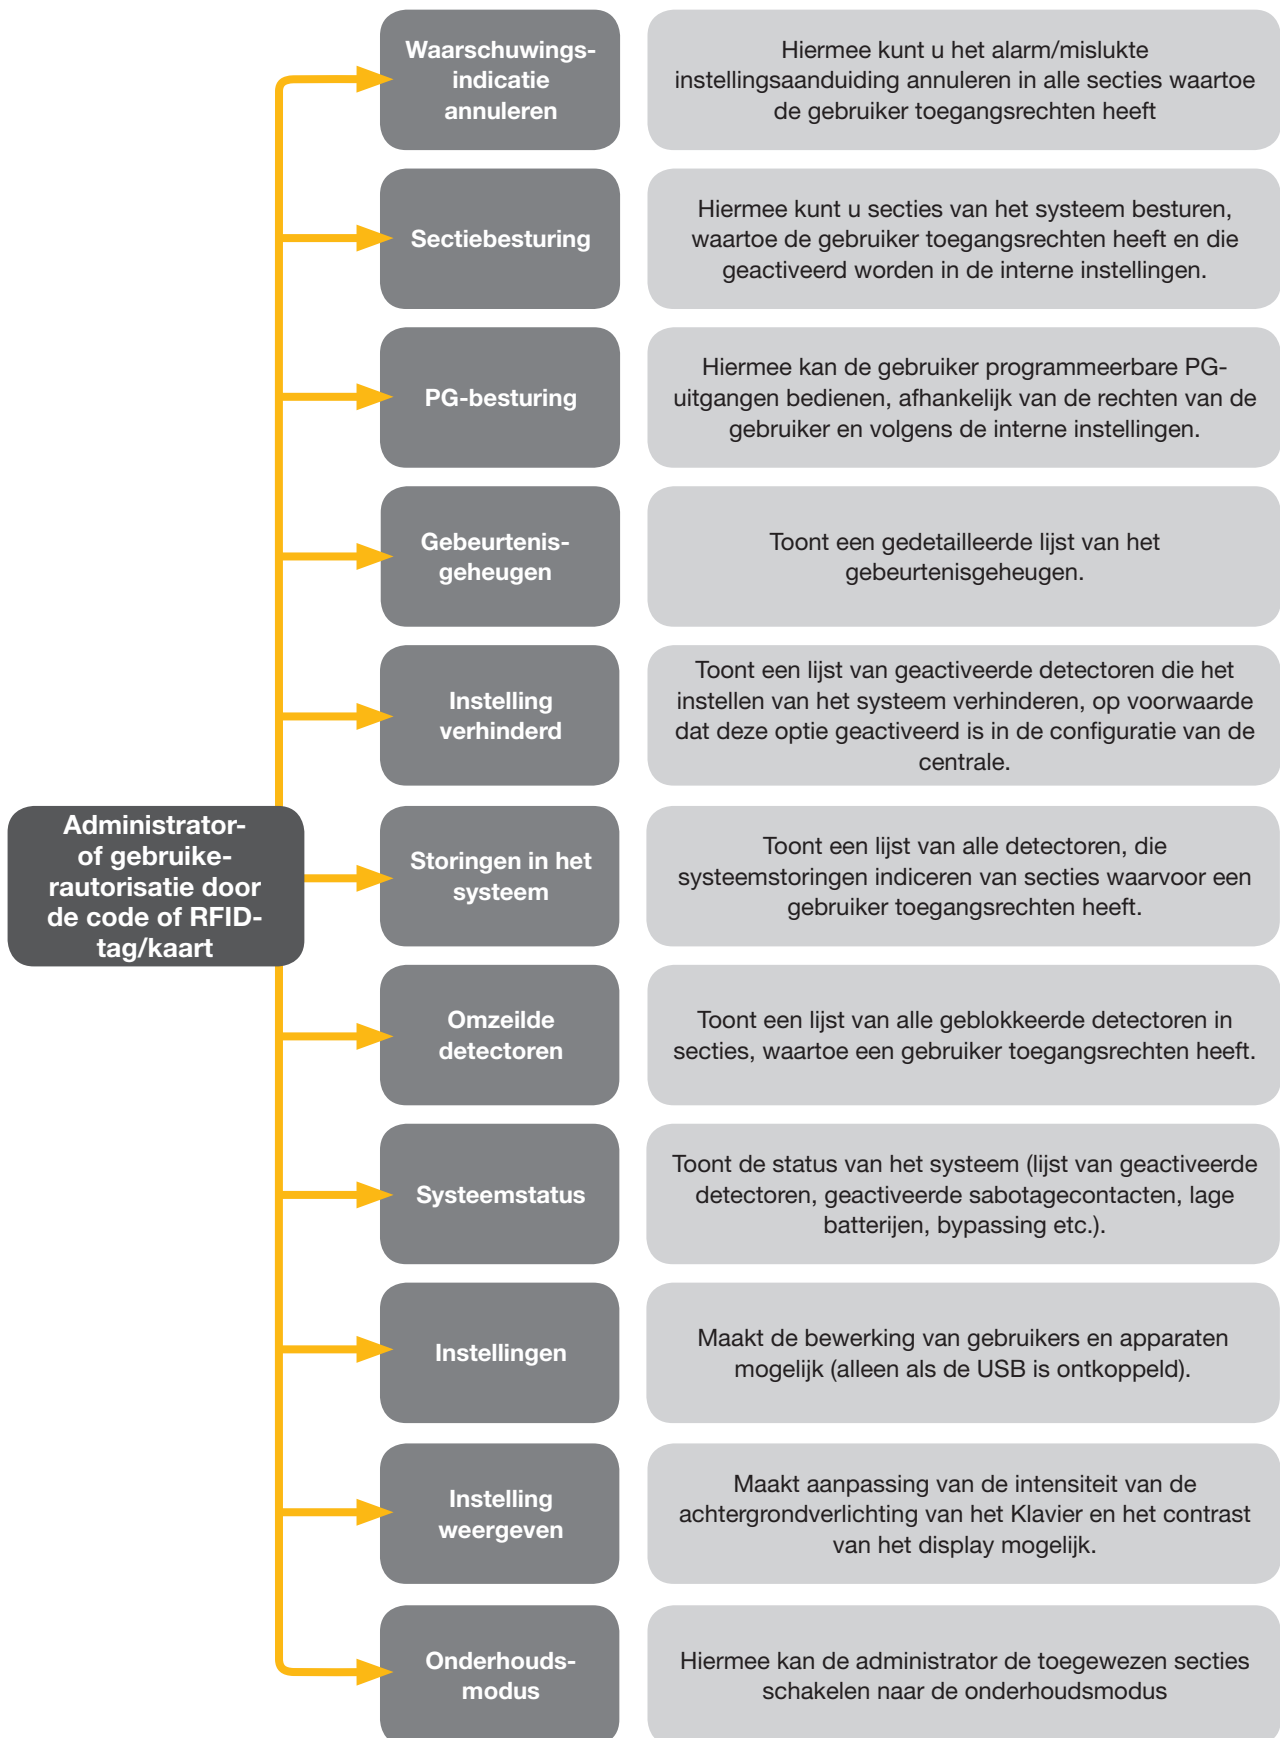 Waarschuwings-
indicatie
annuleren
Hiermee kunt u het alarm/mislukte
instellingsaanduiding annuleren in alle secties waartoe
de gebruiker toegangsrechten heeft
Sectiebesturing
Hiermee kunt u secties van het systeem besturen,
waartoe de gebruiker toegangsrechten heeft en die
geactiveerd worden in de interne instellingen.
PG-besturing
Hiermee kan de gebruiker programmeerbare PG-
uitgangen bedienen, afhankelijk van de rechten van de
gebruiker en volgens de interne instellingen.
Gebeurtenis-
geheugen
Toont een gedetailleerde lijst van het
gebeurtenisgeheugen.
Instelling
verhinderd
Toont een lijst van geactiveerde detectoren die het
instellen van het systeem verhinderen, op voorwaarde
dat deze optie geactiveerd is in de configuratie van de
centrale.
Administrator-
of gebruike-
rautorisatie door
de code of RFID-
tag/kaart
Storingen in het
systeem
Toont een lijst van alle detectoren, die
systeemstoringen indiceren van secties waarvoor een
gebruiker toegangsrechten heeft.
Omzeilde
detectoren
Toont een lijst van alle geblokkeerde detectoren in
secties, waartoe een gebruiker toegangsrechten heeft.
Systeemstatus
Toont de status van het systeem (lijst van geactiveerde
detectoren, geactiveerde sabotagecontacten, lage
batterijen, bypassing etc.).
Instellingen
Maakt de bewerking van gebruikers en apparaten
mogelijk (alleen als de USB is ontkoppeld).
Instelling
weergeven
Maakt aanpassing van de intensiteit van de
achtergrondverlichting van het Klavier en het contrast
van het display mogelijk.
Onderhouds-
modus
Hiermee kan de administrator de toegewezen secties
schakelen naar de onderhoudsmodus